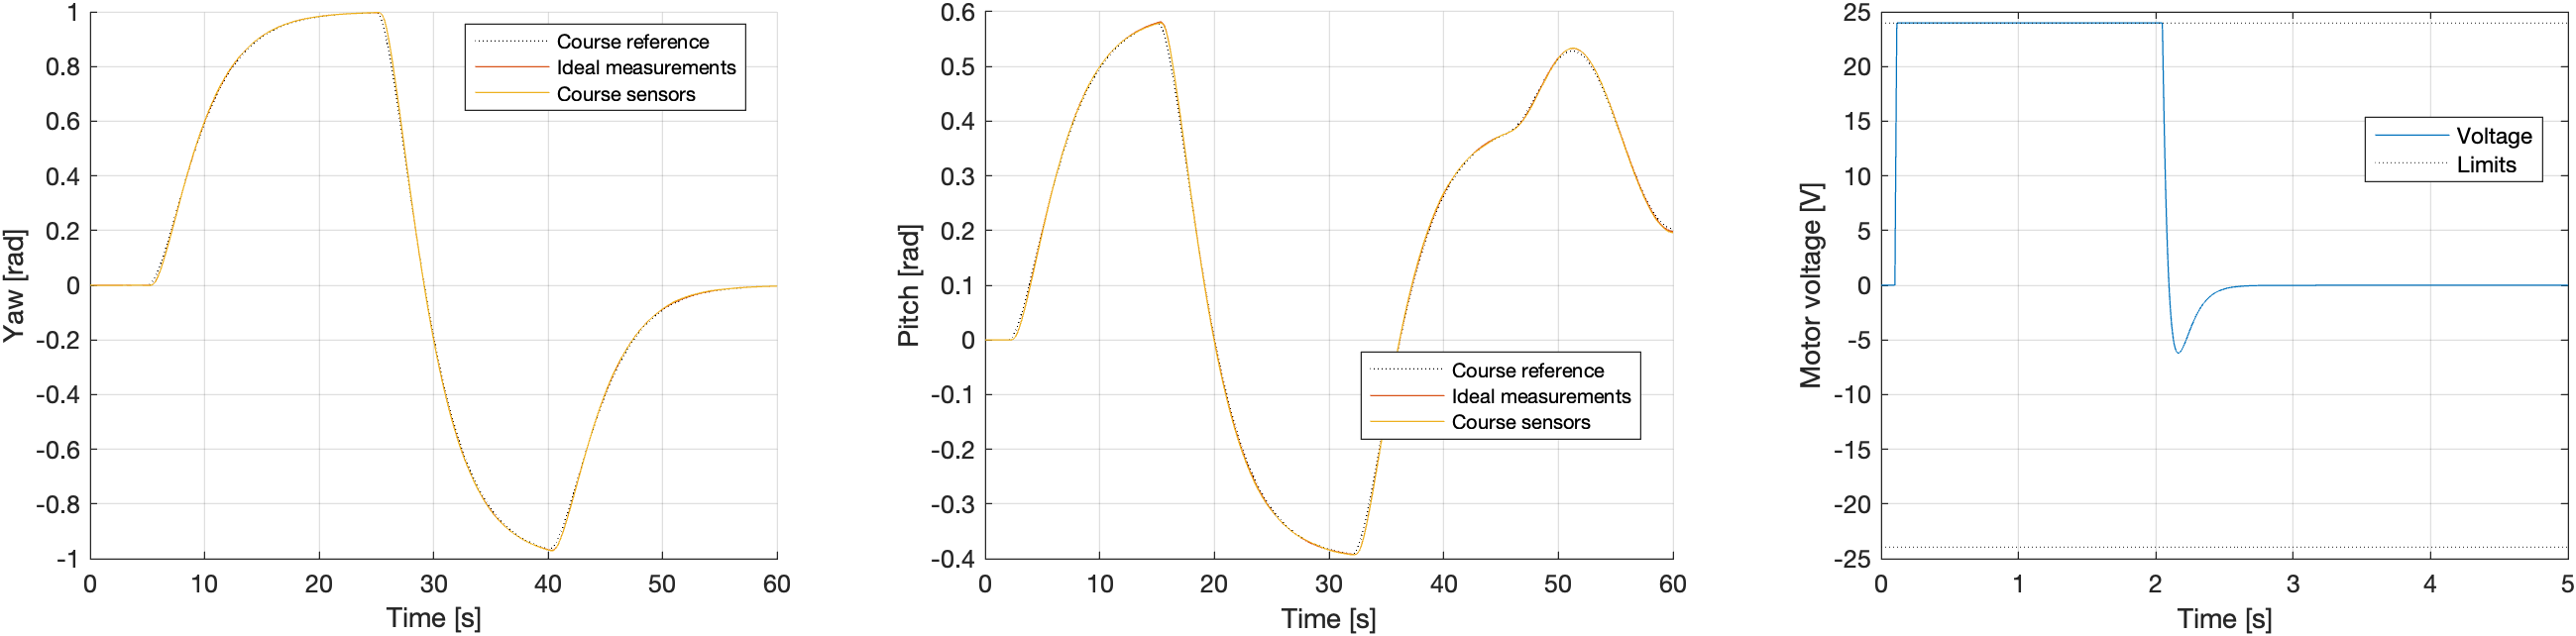 1
0.8
0.6
0.4
0.2
0
-0.2
-0.4
-0.6
-0.8
-1
Yaw [rad]
Course reference
Ideal measurements
Course sensors
0 10 20 30 40 50 60
Time [s]
0.6
0.5
0.4
0.3
0.2
0.1
0
-0.1
-0.2
-0.3
-0.4
Pitch [rad]
Course reference
Ideal measurements
Course sensors
0 10 20 30 40 50 60
Time [s]
25
20
15
10
5
0
-5
-10
-15
-20
-25
Motor voltage [V]
Voltage
Limits
0 1 2 3 4 5
Time [s]